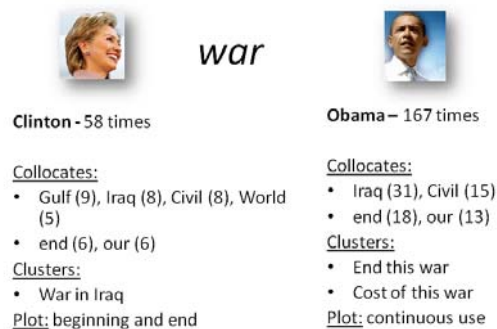 war
Clinton - 58 times
Collocates:
• Gulf (9), Iraq (8), Civil (8), World
(5)
• end (6), our (6)
Clusters:
• War in Iraq
Plot: beginning and end
Obama – 167 times
Collocates:
• Iraq (31), Civil (15)
• end (18), our (13)
Clusters:
• End this war
• Cost of this war
Plot: continuous use